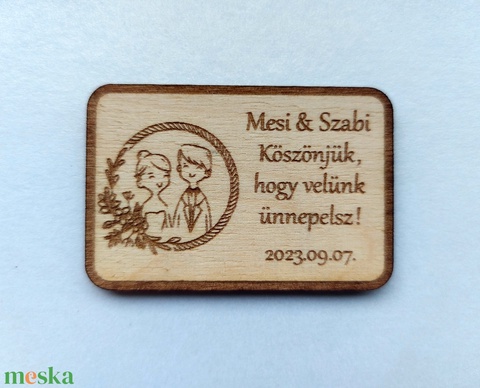 Mesi & Szabi
Köszönjük,
hogy velünk
ünnepelsz!
2023.09.07.
meska